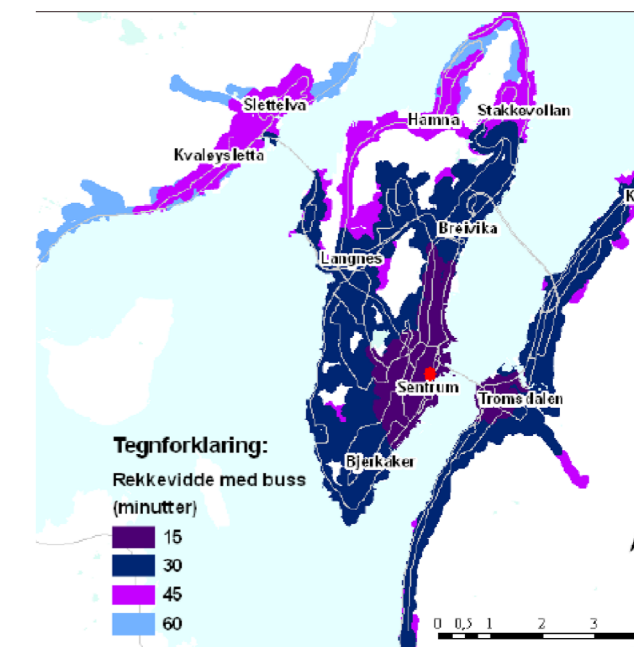 Slettelva
Stakkevollan
Hamna
Kvaløysletta
K
Breivika
Langnes
Sentrum
Tromsdalen
Bjerkaker
Tegnforklaring:
Rekkevidde med buss
(minutter)
15
30
45
60
0 0,5 1 2 3